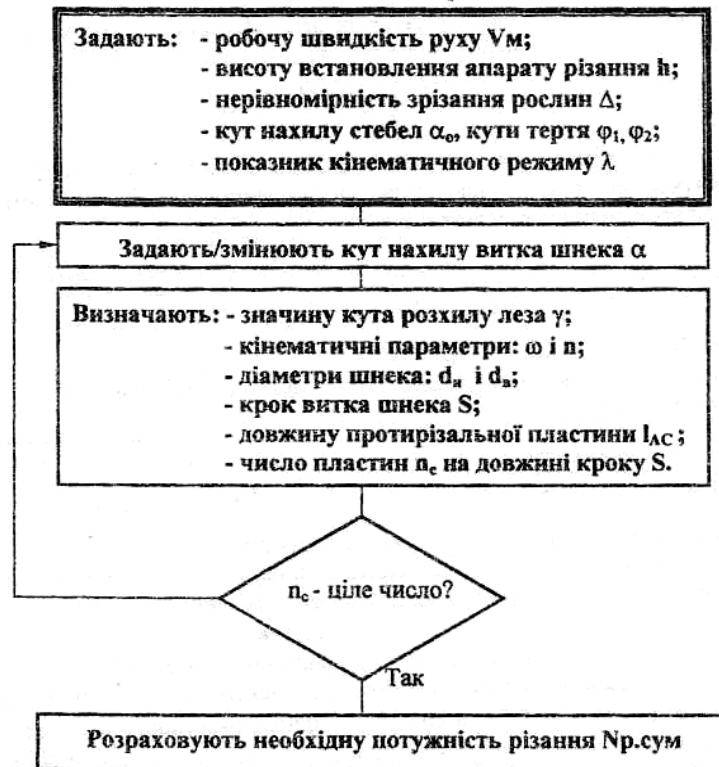 Задають: - робочу швидкість руху Vм;
- висоту встановлення апарату різання h;
- нерівномірність зрізання рослин Δ;
- кут нахилу стебел αₒ, кути тертя φ₁, φ₂;
- показник кінематичного режиму λ
Задають/змінюють кут нахилу витка шнека α
Визначають: - значину кута розхилу леза γ;
- кінематичні параметри: ω і n;
- діаметри шнека: dн і dв;
- крок витка шнека S;
- довжину протирізальної пластини lAC;
- число пластин nc на довжині кроку S.
nc - ціле число?
Так
Розраховують необхідну потужність різання Nр.сум